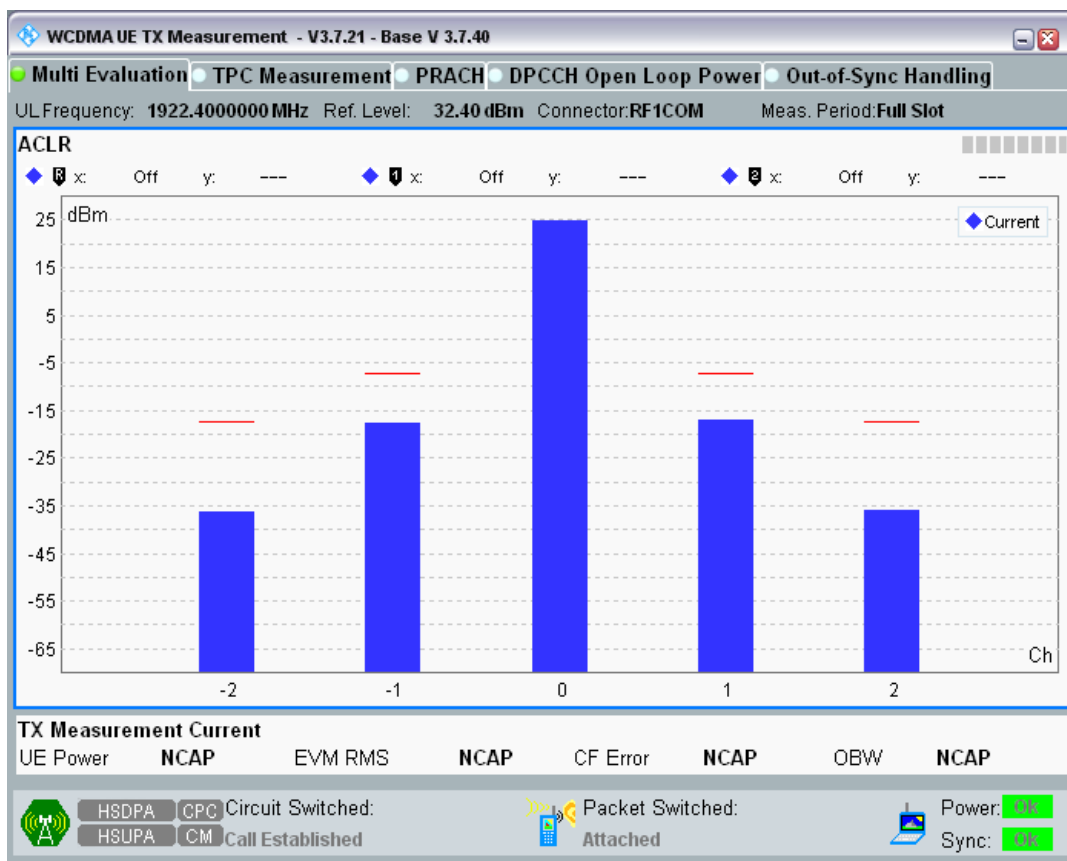 WCDMA UE TX Measurement - V3.7.21 - Base V 3.7.40
Multi Evaluation TPC Measurement PRACH DPCCH Open Loop Power Out-of-Sync Handling
UL Frequency: 1922.4000000 MHz Ref. Level: 32.40 dBm Connector:RF1COM Meas. Period:Full Slot
ACLR
R x: Off y: --- 1 x: Off y: --- 2 x: Off y: ---
dBm
Current
25
15
5
-5
-15
-25
-35
-45
-55
-65
Ch
-2 -1 0 1 2
TX Measurement Current
UE Power NCAP EVM RMS NCAP CF Error NCAP OBW NCAP
HSDPA CPC Circuit Switched: Packet Switched: Power: Ok
HSUPA CM Call Established Attached Sync: Ok